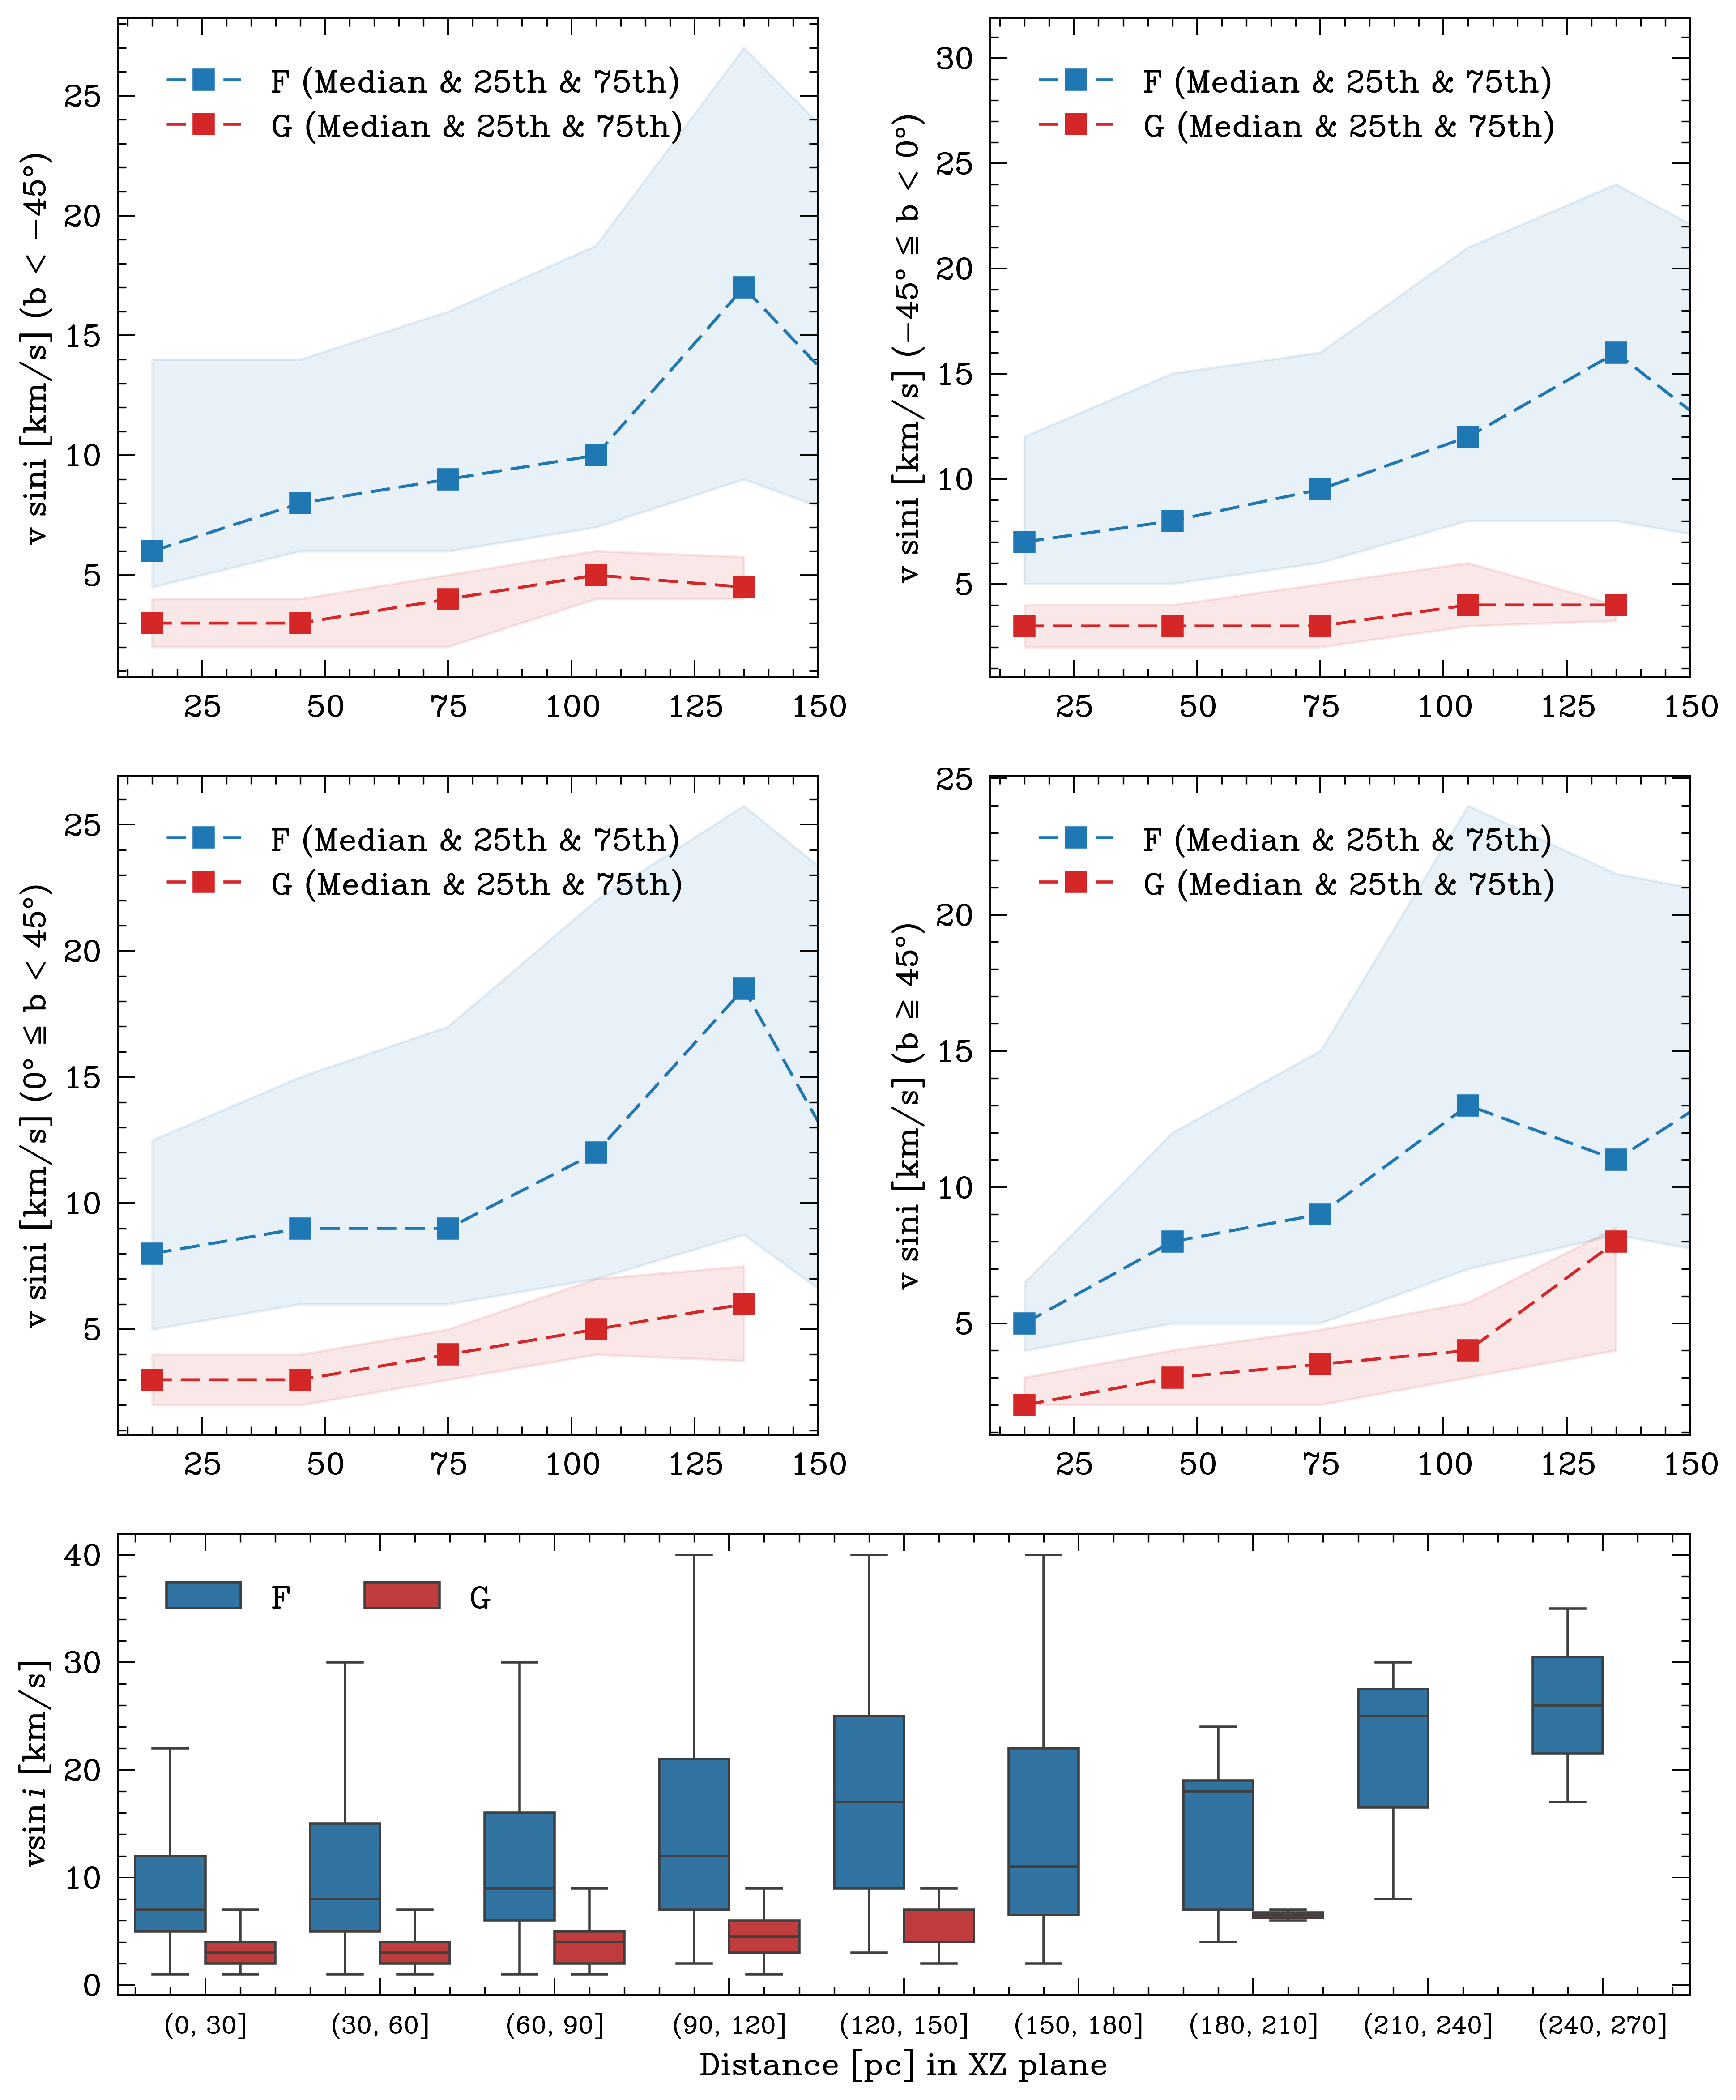 v sini [km/s] (b < −45°)
25
20
15
10
5
F (Median & 25th & 75th)
G (Median & 25th & 75th)
25 50 75 100 125 150
v sini [km/s] (−45° ≤ b < 0°)
30
25
20
15
10
5
F (Median & 25th & 75th)
G (Median & 25th & 75th)
25 50 75 100 125 150
v sini [km/s] (0° ≤ b < 45°)
25
20
15
10
5
F (Median & 25th & 75th)
G (Median & 25th & 75th)
25 50 75 100 125 150
v sini [km/s] (b ≥ 45°)
25
20
15
10
5
F (Median & 25th & 75th)
G (Median & 25th & 75th)
25 50 75 100 125 150
vsini [km/s]
40
30
20
10
0
F G
(0, 30] (30, 60] (60, 90] (90, 120] (120, 150] (150, 180] (180, 210] (210, 240] (240, 270]
Distance [pc] in XZ plane